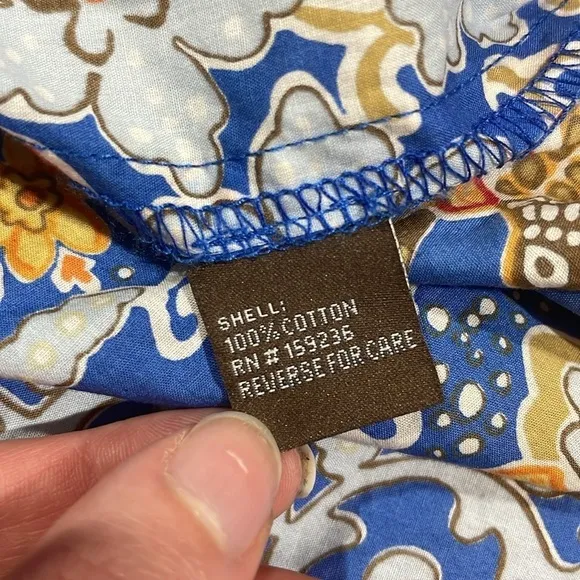 SHELL:
100% COTTON
RN # 159236
REVERSE FOR CARE